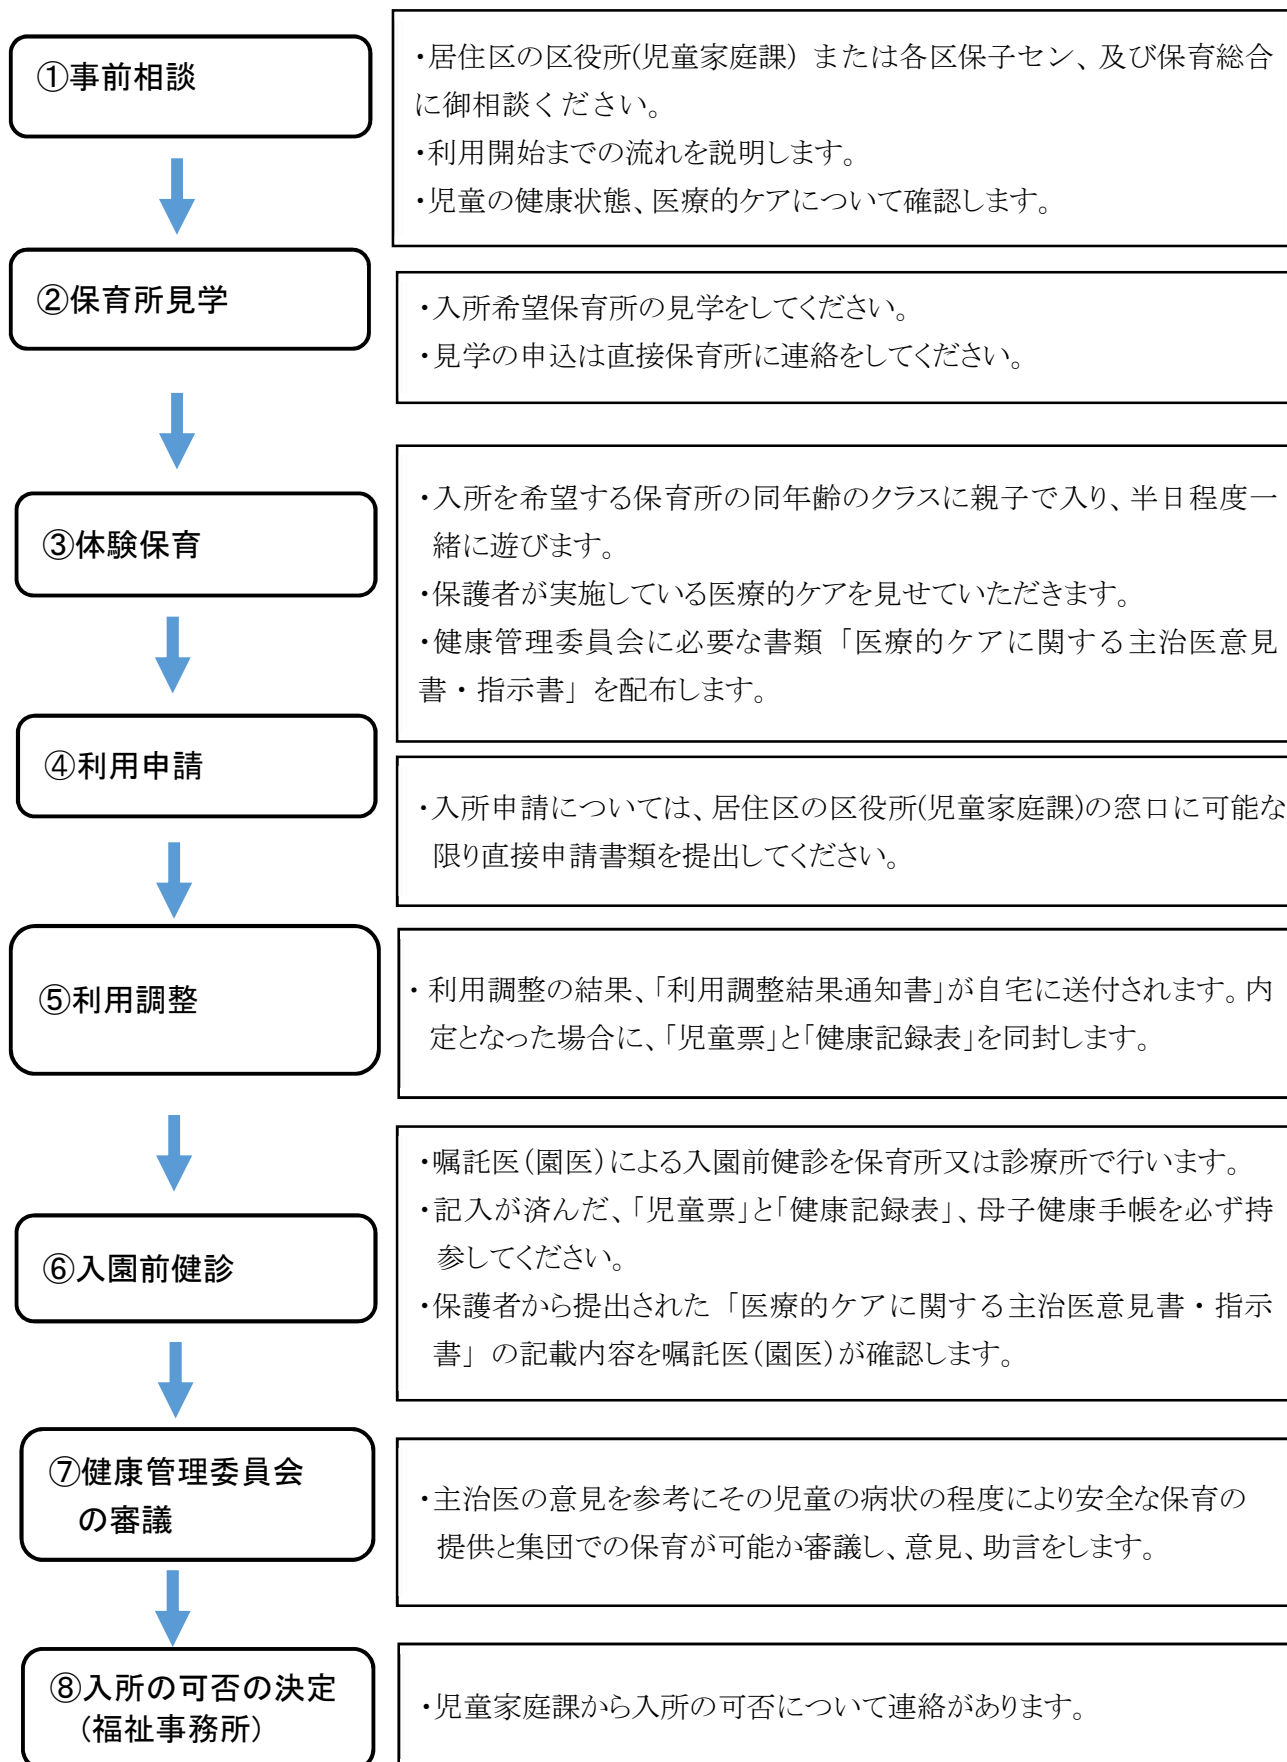 ①事前相談
・居住区の区役所(児童家庭課) または各区保子セン、及び保育総合
に御相談ください。
・利用開始までの流れを説明します。
・児童の健康状態、医療的ケアについて確認します。
②保育所見学
・入所希望保育所の見学をしてください。
・見学の申込は直接保育所に連絡をしてください。
③体験保育
・入所を希望する保育所の同年齢のクラスに親子で入り、半日程度一
緒に遊びます。
・保護者が実施している医療的ケアを見せていただきます。
・健康管理委員会に必要な書類「医療的ケアに関する主治医意見
書・指示書」を配布します。
④利用申請
・入所申請については、居住区の区役所(児童家庭課)の窓口に可能な
限り直接申請書類を提出してください。
⑤利用調整
・利用調整の結果、「利用調整結果通知書」が自宅に送付されます。内
定となった場合に、「児童票」と「健康記録表」を同封します。
⑥入園前健診
・嘱託医(園医)による入園前健診を保育所又は診療所で行います。
・記入が済んだ、「児童票」と「健康記録表」、母子健康手帳を必ず持
参してください。
・保護者から提出された「医療的ケアに関する主治医意見書・指示
書」の記載内容を嘱託医(園医)が確認します。
⑦健康管理委員会
の審議
・主治医の意見を参考にその児童の病状の程度により安全な保育の
提供と集団での保育が可能か審議し、意見、助言をします。
⑧入所の可否の決定
(福祉事務所)
・児童家庭課から入所の可否について連絡があります。